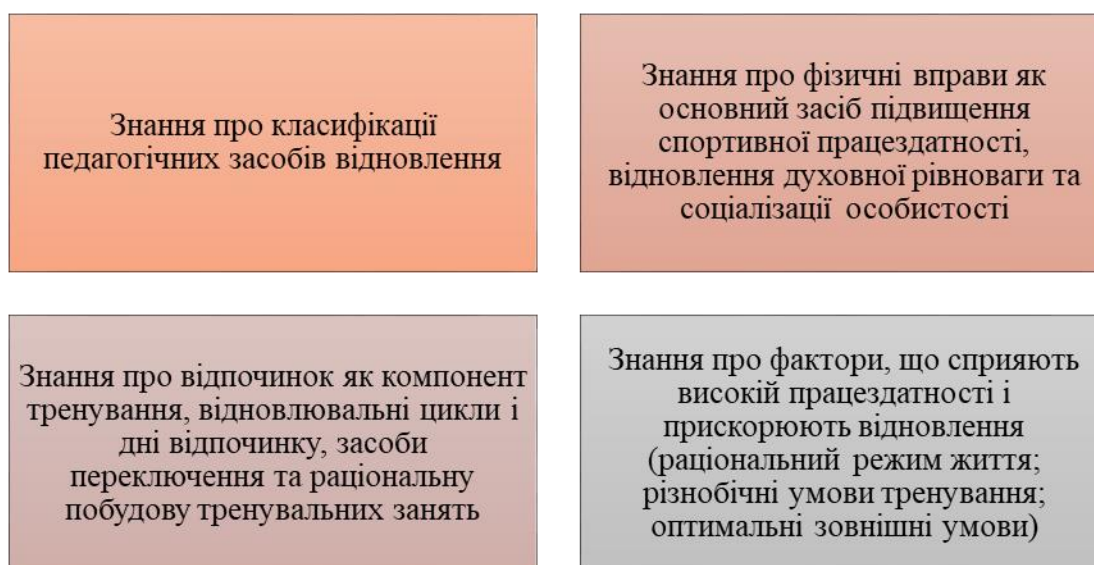 Знання про класифікації
педагогічних засобів відновлення
Знання про фізичні вправи як
основний засіб підвищення
спортивної працездатності,
відновлення духовної рівноваги та
соціалізації особистості
Знання про відпочинок як компонент
тренування, відновлювальні цикли і
дні відпочинку, засоби
переключення та раціональну
побудову тренувальних занять
Знання про фактори, що сприяють
високій працездатності і
прискорюють відновлення
(раціональний режим життя;
різнобічні умови тренування;
оптимальні зовнішні умови)